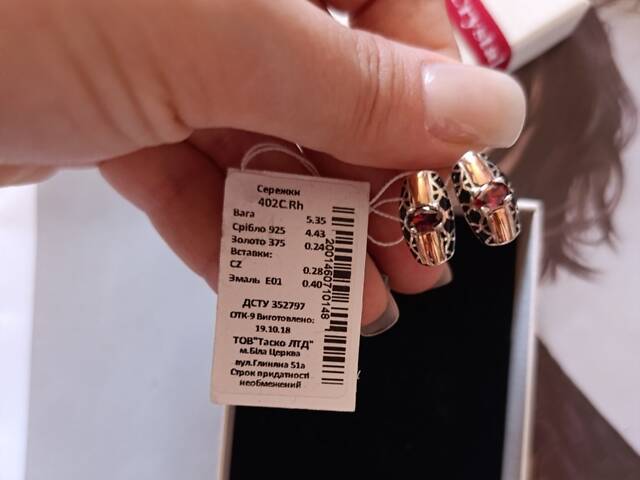 Crystal
Сережки
402С.Rh
Вага 5.35
Срібло 925 4.43
Золото 375 0.24
Вставки:
CZ 0.28
Эмаль E01 0.40
2001460710148
ДСТУ 352797
ОТК-9 Виготовлено:
19.10.18
ТОВ"Таско ЛТД"
м.Біла Церква
вул.Глиняна 51а
Строк придатності
необмежений